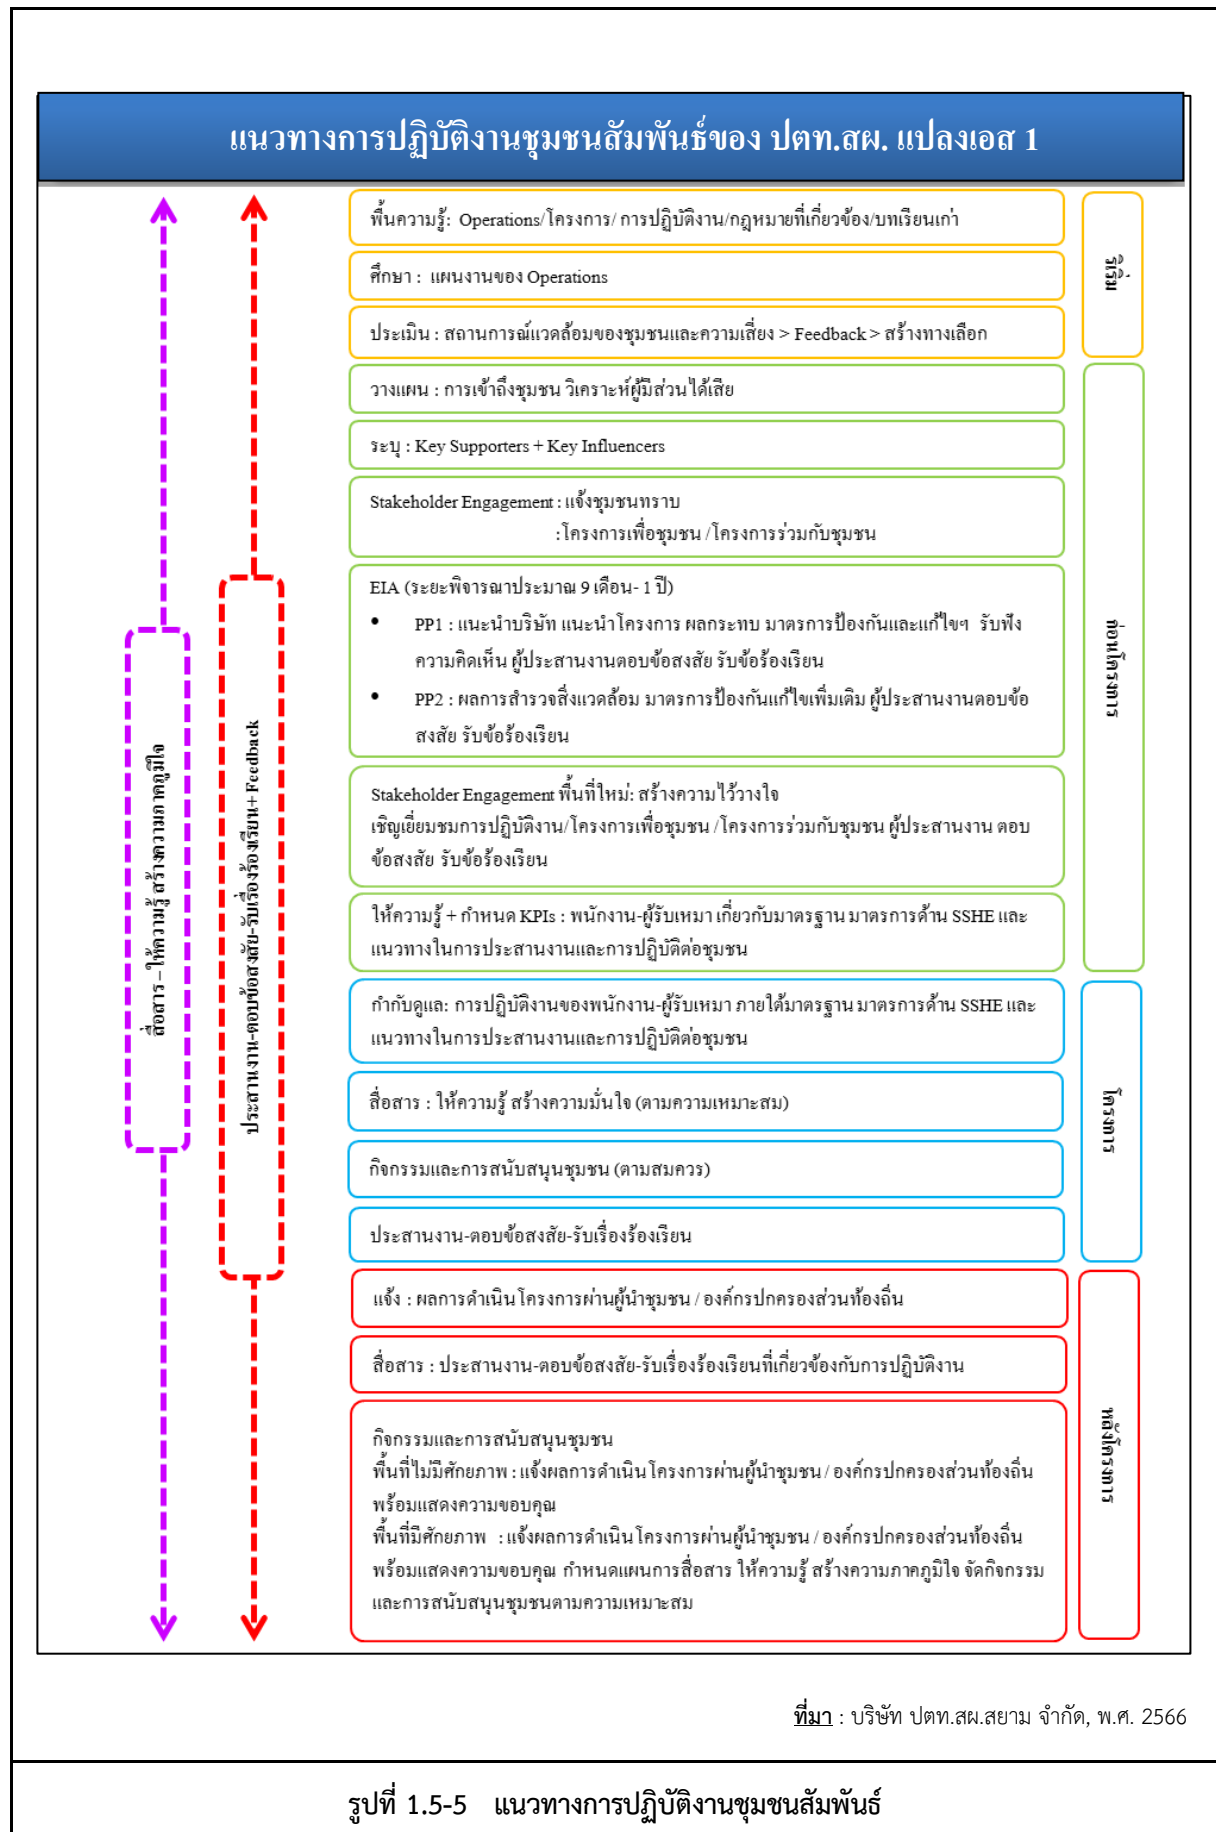 แนวทางการปฏิบัติงานชุมชนสัมพันธ์ของ ปตท.สผ. แปลงเอส 1
พื้นความรู้: Operations/โครงการ/ การปฏิบัติงาน/กฎหมายที่เกี่ยวข้อง/บทเรียนเก่า
ศึกษา : แผนงานของ Operations
ประเมิน : สถานการณ์แวดล้อมของชุมชนและความเสี่ยง > Feedback > สร้างทางเลือก
ริเริ่ม
วางแผน : การเข้าถึงชุมชน วิเคราะห์ผู้มีส่วนได้เสีย
ระบุ : Key Supporters + Key Influencers
Stakeholder Engagement : แจ้งชุมชนทราบ
:โครงการเพื่อชุมชน /โครงการร่วมกับชุมชน
EIA (ระยะพิจารณาประมาณ 9 เดือน- 1 ปี)
• PP1 : แนะนำบริษัท แนะนำโครงการ ผลกระทบ มาตรการป้องกันและแก้ไขฯ รับฟัง
ความคิดเห็น ผู้ประสานงานตอบข้อสงสัย รับข้อร้องเรียน
• PP2 : ผลการสำรวจสิ่งแวดล้อม มาตรการป้องกันแก้ไขเพิ่มเติม ผู้ประสานงานตอบข้อ
สงสัย รับข้อร้องเรียน
Stakeholder Engagement พื้นที่ใหม่: สร้างความไว้วางใจ
เชิญเยี่ยมชมการปฏิบัติงาน/โครงการเพื่อชุมชน /โครงการร่วมกับชุมชน ผู้ประสานงาน ตอบ
ข้อสงสัย รับข้อร้องเรียน
ให้ความรู้ + กำหนด KPIs : พนักงาน-ผู้รับเหมา เกี่ยวกับมาตรฐาน มาตรการด้าน SSHE และ
แนวทางในการประสานงานและการปฏิบัติต่อชุมชน
ก่อนโครงการ
กำกับดูแล: การปฏิบัติงานของพนักงาน-ผู้รับเหมา ภายใต้มาตรฐาน มาตรการด้าน SSHE และ
แนวทางในการประสานงานและการปฏิบัติต่อชุมชน
สื่อสาร : ให้ความรู้ สร้างความมั่นใจ (ตามความเหมาะสม)
กิจกรรมและการสนับสนุนชุมชน (ตามสมควร)
ประสานงาน-ตอบข้อสงสัย-รับเรื่องร้องเรียน
โครงการ
แจ้ง : ผลการดำเนินโครงการผ่านผู้นำชุมชน / องค์กรปกครองส่วนท้องถิ่น
สื่อสาร : ประสานงาน-ตอบข้อสงสัย-รับเรื่องร้องเรียนที่เกี่ยวข้องกับการปฏิบัติงาน
กิจกรรมและการสนับสนุนชุมชน
พื้นที่ไม่มีศักยภาพ : แจ้งผลการดำเนินโครงการผ่านผู้นำชุมชน / องค์กรปกครองส่วนท้องถิ่น
พร้อมแสดงความขอบคุณ
พื้นที่มีศักยภาพ : แจ้งผลการดำเนินโครงการผ่านผู้นำชุมชน / องค์กรปกครองส่วนท้องถิ่น
พร้อมแสดงความขอบคุณ กำหนดแผนการสื่อสาร ให้ความรู้ สร้างความภาคภูมิใจ จัดกิจกรรม
และการสนับสนุนชุมชนตามความเหมาะสม
หลังโครงการ
สื่อสาร – ให้ความรู้ สร้างความภาคภูมิใจ
ประสานงาน-ตอบข้อสงสัย-รับเรื่องร้องเรียน+ Feedback
ที่มา : บริษัท ปตท.สผ.สยาม จำกัด, พ.ศ. 2566
รูปที่ 1.5-5 แนวทางการปฏิบัติงานชุมชนสัมพันธ์